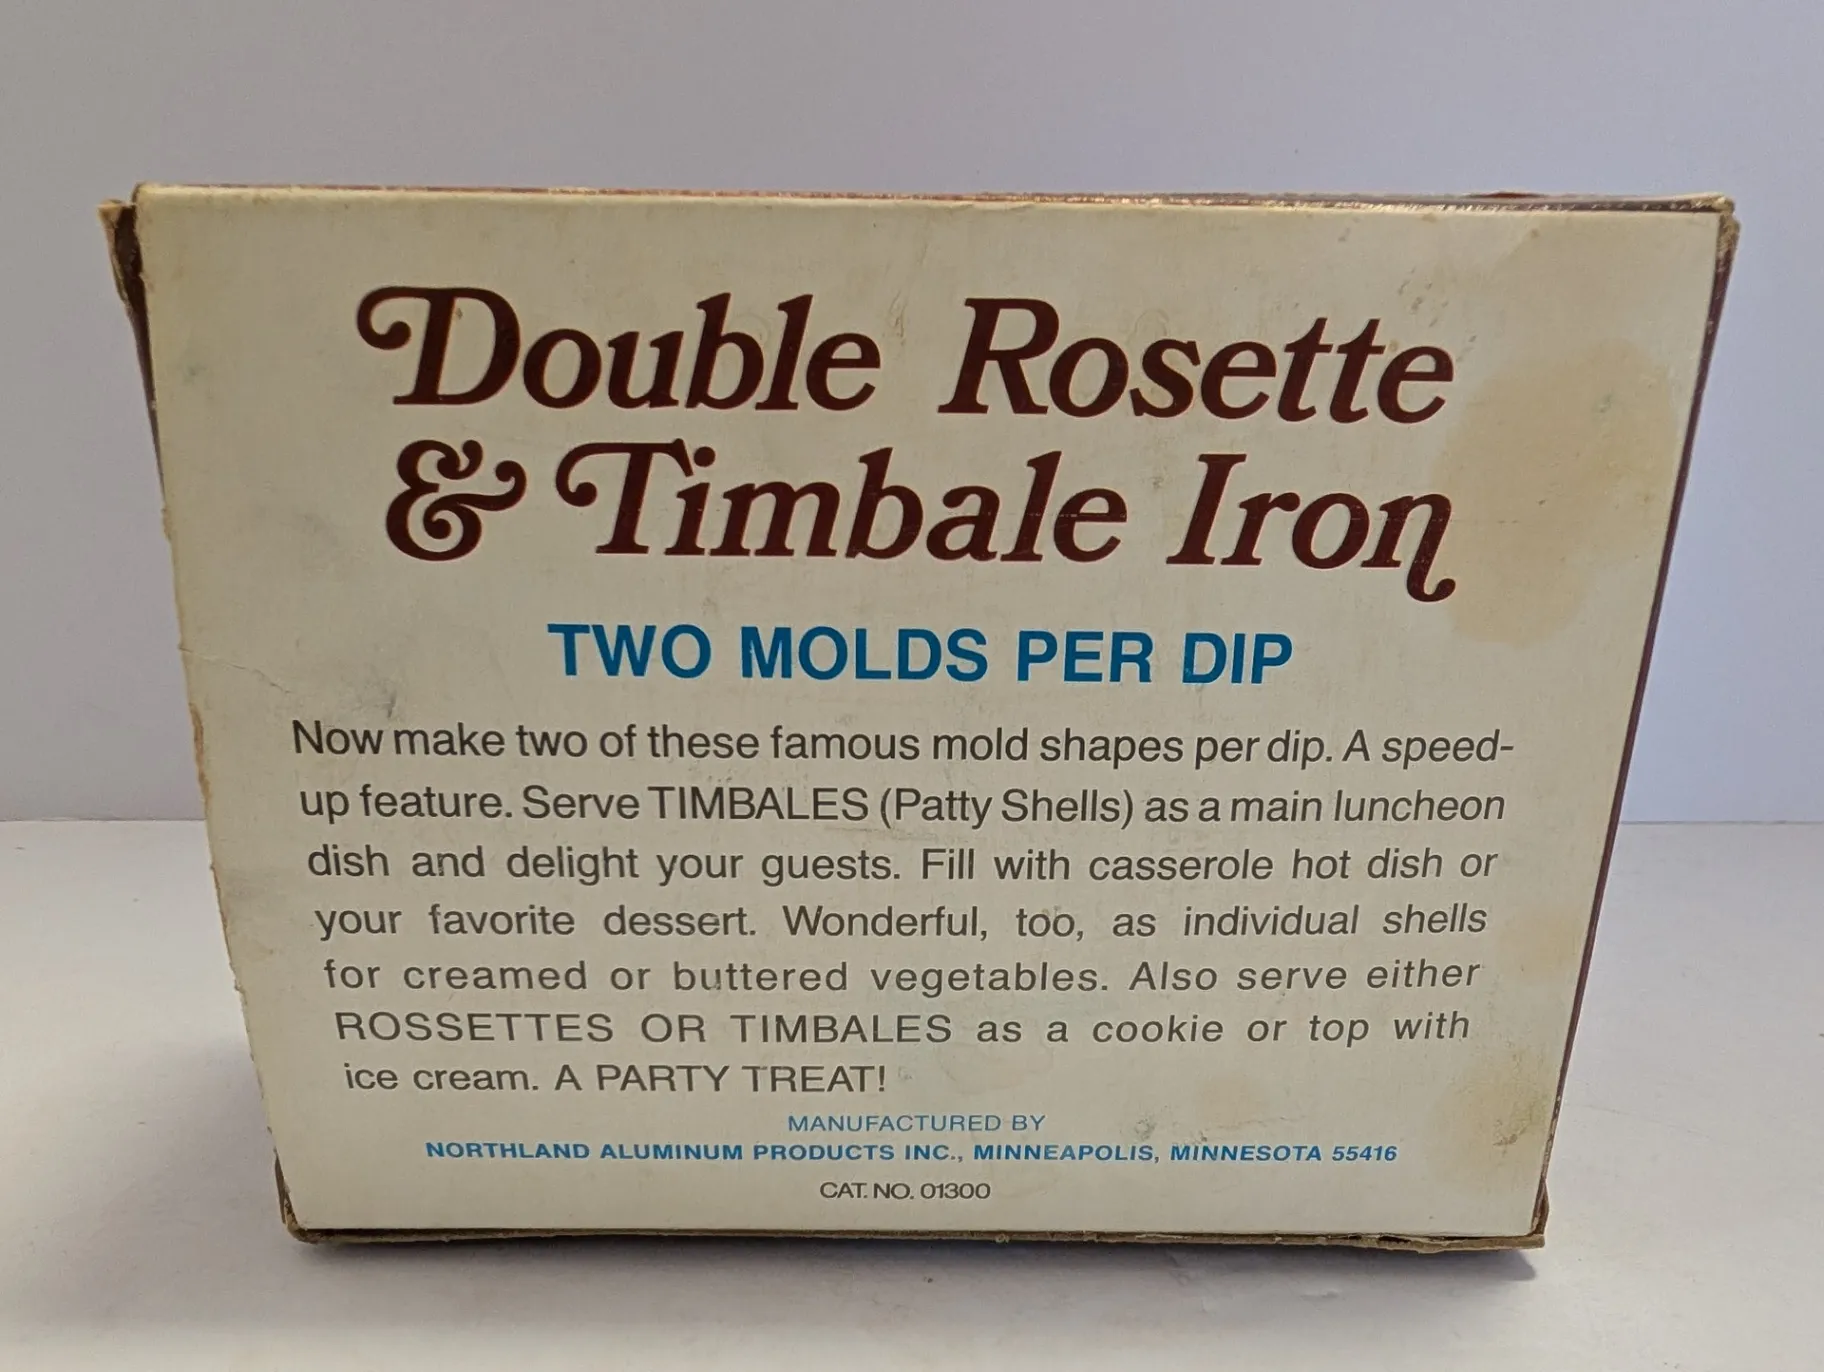 Double Rosette
& Timbale Iron
TWO MOLDS PER DIP
Now make two of these famous mold shapes per dip. A speed-
up feature. Serve TIMBALES (Patty Shells) as a main luncheon
dish and delight your guests. Fill with casserole hot dish or
your favorite dessert. Wonderful, too, as individual shells
for creamed or buttered vegetables. Also serve either
ROSSETTES OR TIMBALES as a cookie or top with
ice cream. A PARTY TREAT!
MANUFACTURED BY
NORTHLAND ALUMINUM PRODUCTS INC., MINNEAPOLIS, MINNESOTA 55416
CAT. NO. 01300